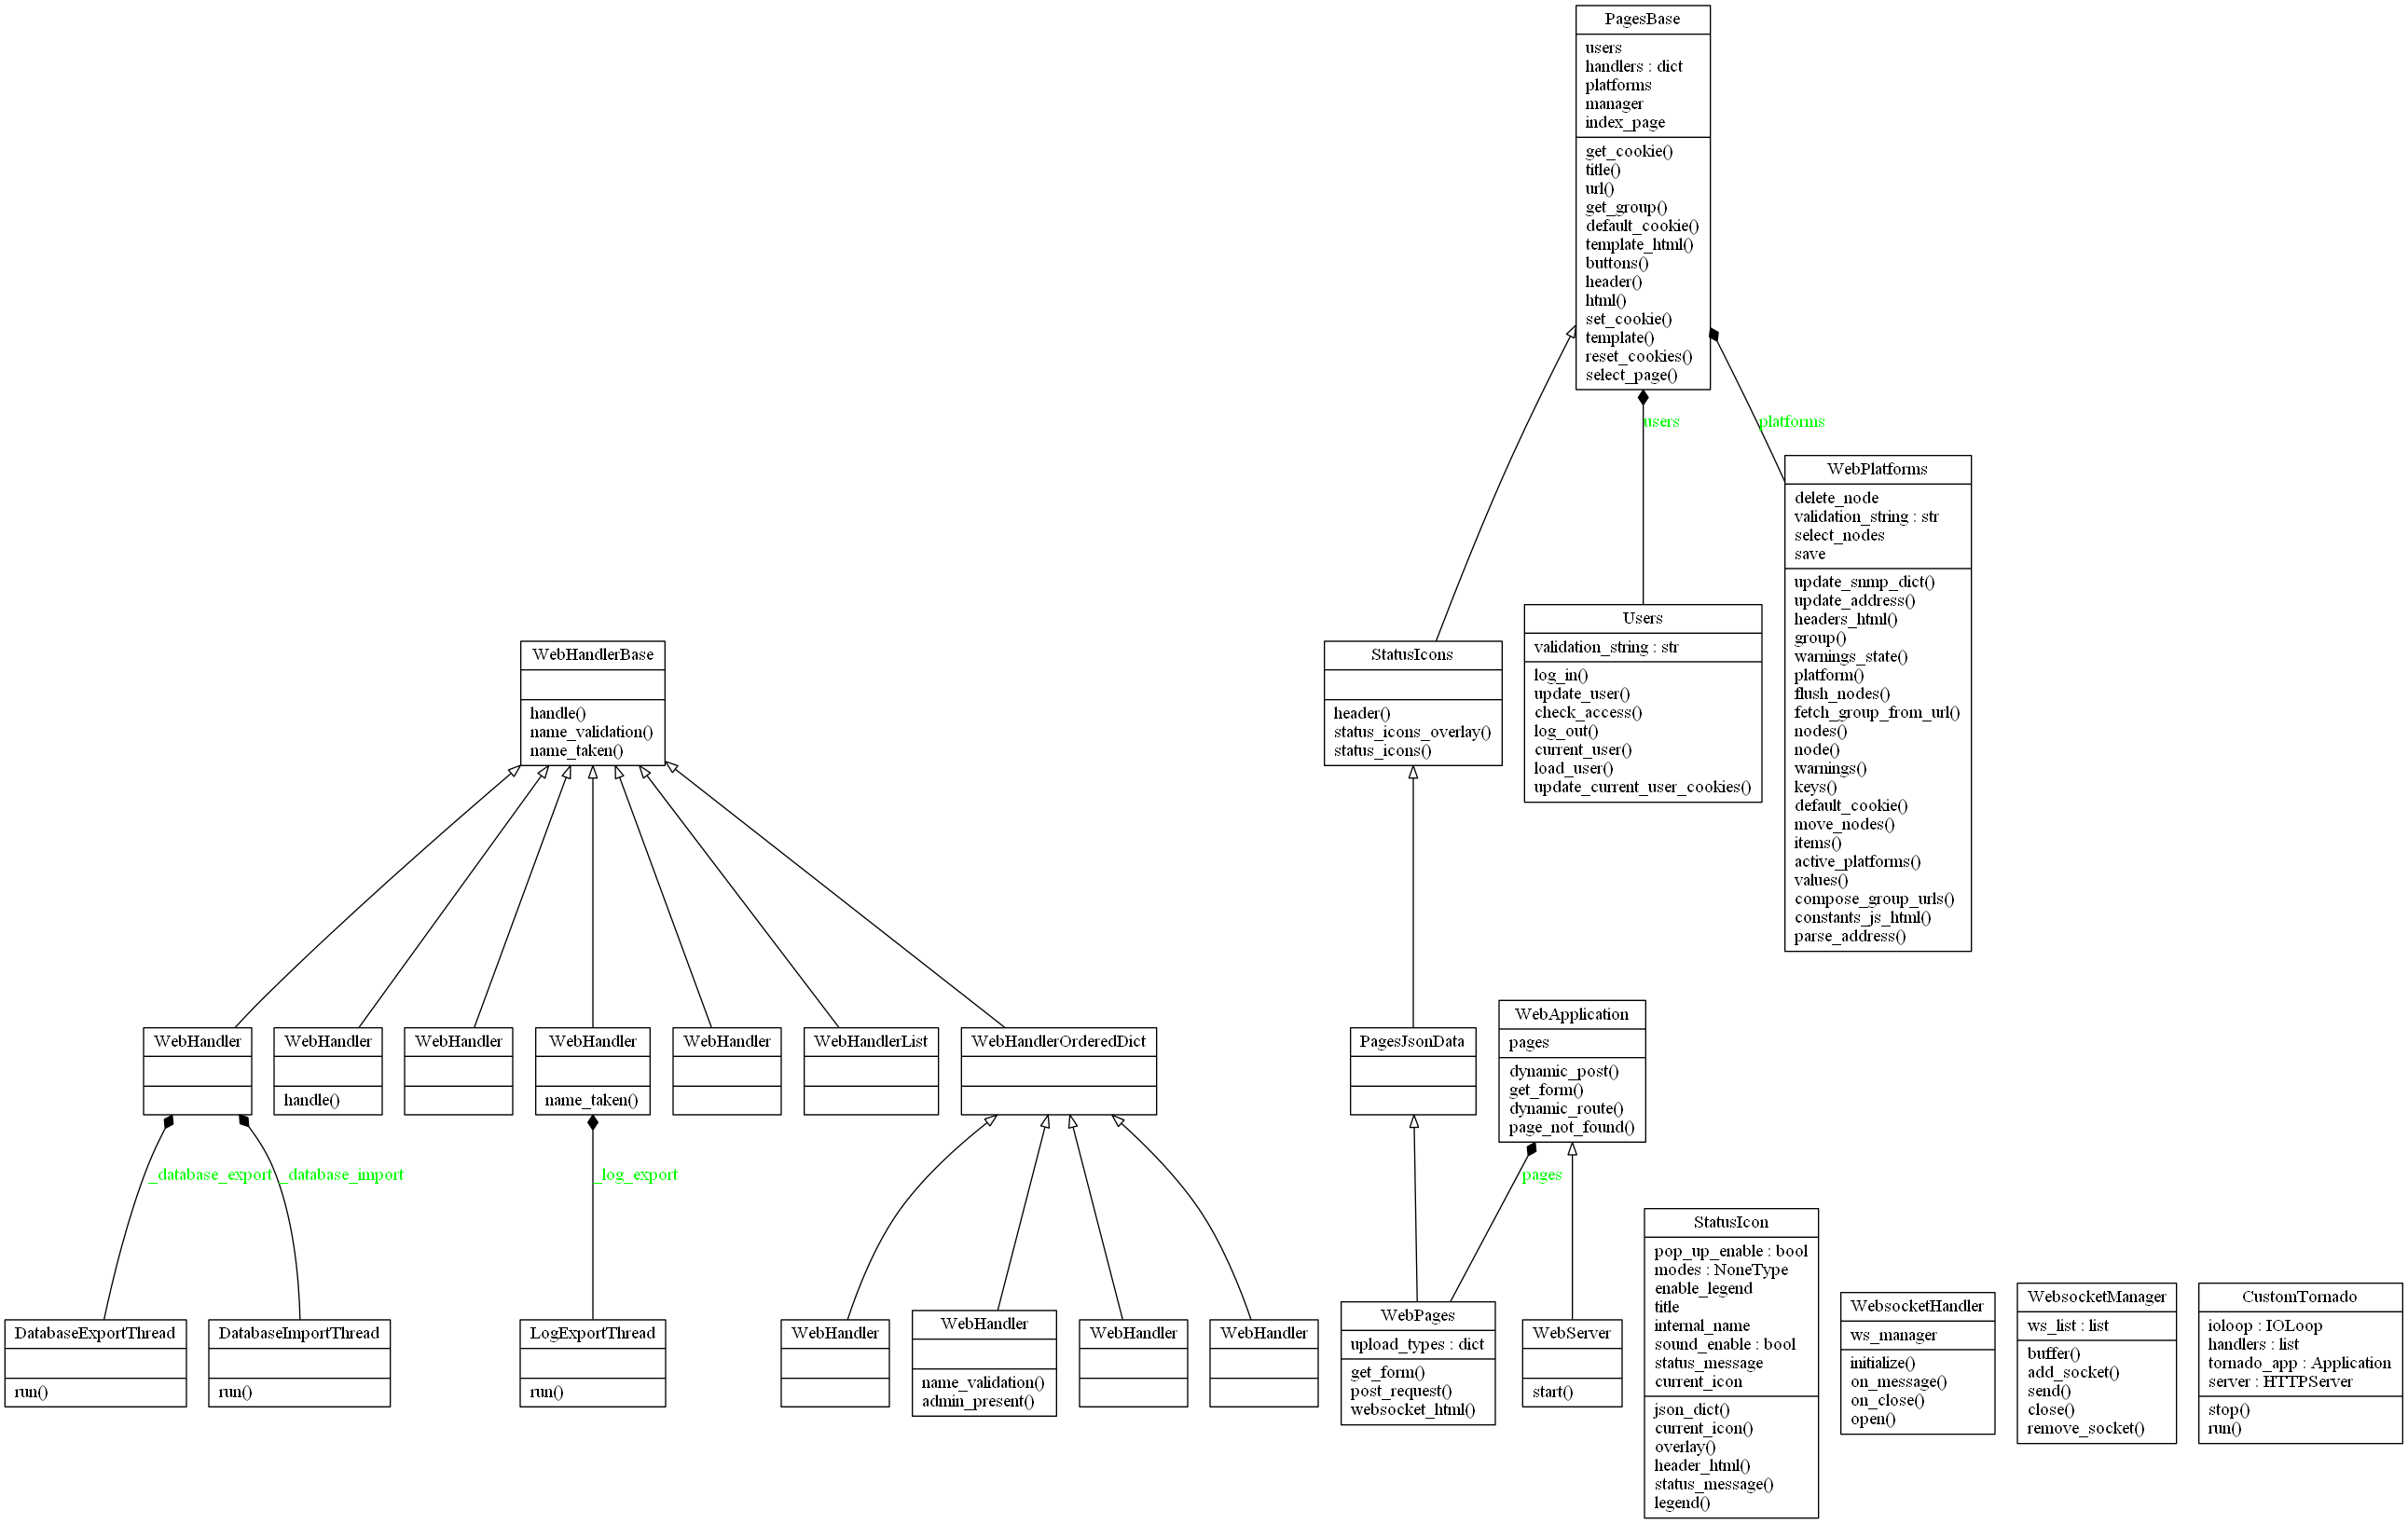 PagesBase
users
handlers : dict
platforms
manager
index_page
get_cookie()
title()
url()
get_group()
default_cookie()
template_html()
buttons()
header()
html()
set_cookie()
template()
reset_cookies()
select_page()
users
platforms
WebPlatforms
delete_node
validation_string : str
select_nodes
save
update_snmp_dict()
update_address()
headers_html()
group()
warnings_state()
platform()
flush_nodes()
fetch_group_from_url()
nodes()
node()
warnings()
keys()
default_cookie()
move_nodes()
items()
active_platforms()
values()
compose_group_urls()
constants_js_html()
parse_address()
Users
validation_string : str
log_in()
update_user()
check_access()
log_out()
current_user()
load_user()
update_current_user_cookies()
StatusIcons
header()
status_icons_overlay()
status_icons()
WebHandlerBase
handle()
name_validation()
name_taken()
WebHandler
WebHandler
handle()
WebHandler
WebHandler
name_taken()
WebHandler
WebHandlerList
WebHandlerOrderedDict
PagesJsonData
WebApplication
pages
dynamic_post()
get_form()
dynamic_route()
page_not_found()
_database_export
_database_import
_log_export
pages
DatabaseExportThread
run()
DatabaseImportThread
run()
LogExportThread
run()
WebHandler
WebHandler
name_validation()
admin_present()
WebHandler
WebHandler
WebPages
upload_types : dict
get_form()
post_request()
websocket_html()
WebServer
start()
StatusIcon
pop_up_enable : bool
modes : NoneType
enable_legend
title
internal_name
sound_enable : bool
status_message
current_icon
json_dict()
current_icon()
overlay()
header_html()
status_message()
legend()
WebsocketHandler
ws_manager
initialize()
on_message()
on_close()
open()
WebsocketManager
ws_list : list
buffer()
add_socket()
send()
close()
remove_socket()
CustomTornado
ioloop : IOLoop
handlers : list
tornado_app : Application
server : HTTPServer
stop()
run()